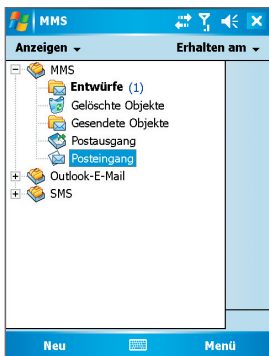 MMS
Anzeigen Erhalten am
MMS
Entwürfe (1)
Gelöschte Objekte
Gesendete Objekte
Postausgang
Posteingang
Outlook-E-Mail
SMS
Neu Menü